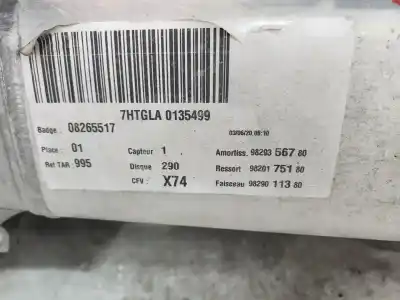 7HTGLA 0135499
Badge 08265517
03/06/20, 08:10
Place 01 Capteur 1 Amortiss. 98203 567 80
Ref TAR 995 Disque 290 Ressort 98201 751 80
CFV X74 Faisceau 98290 113 80